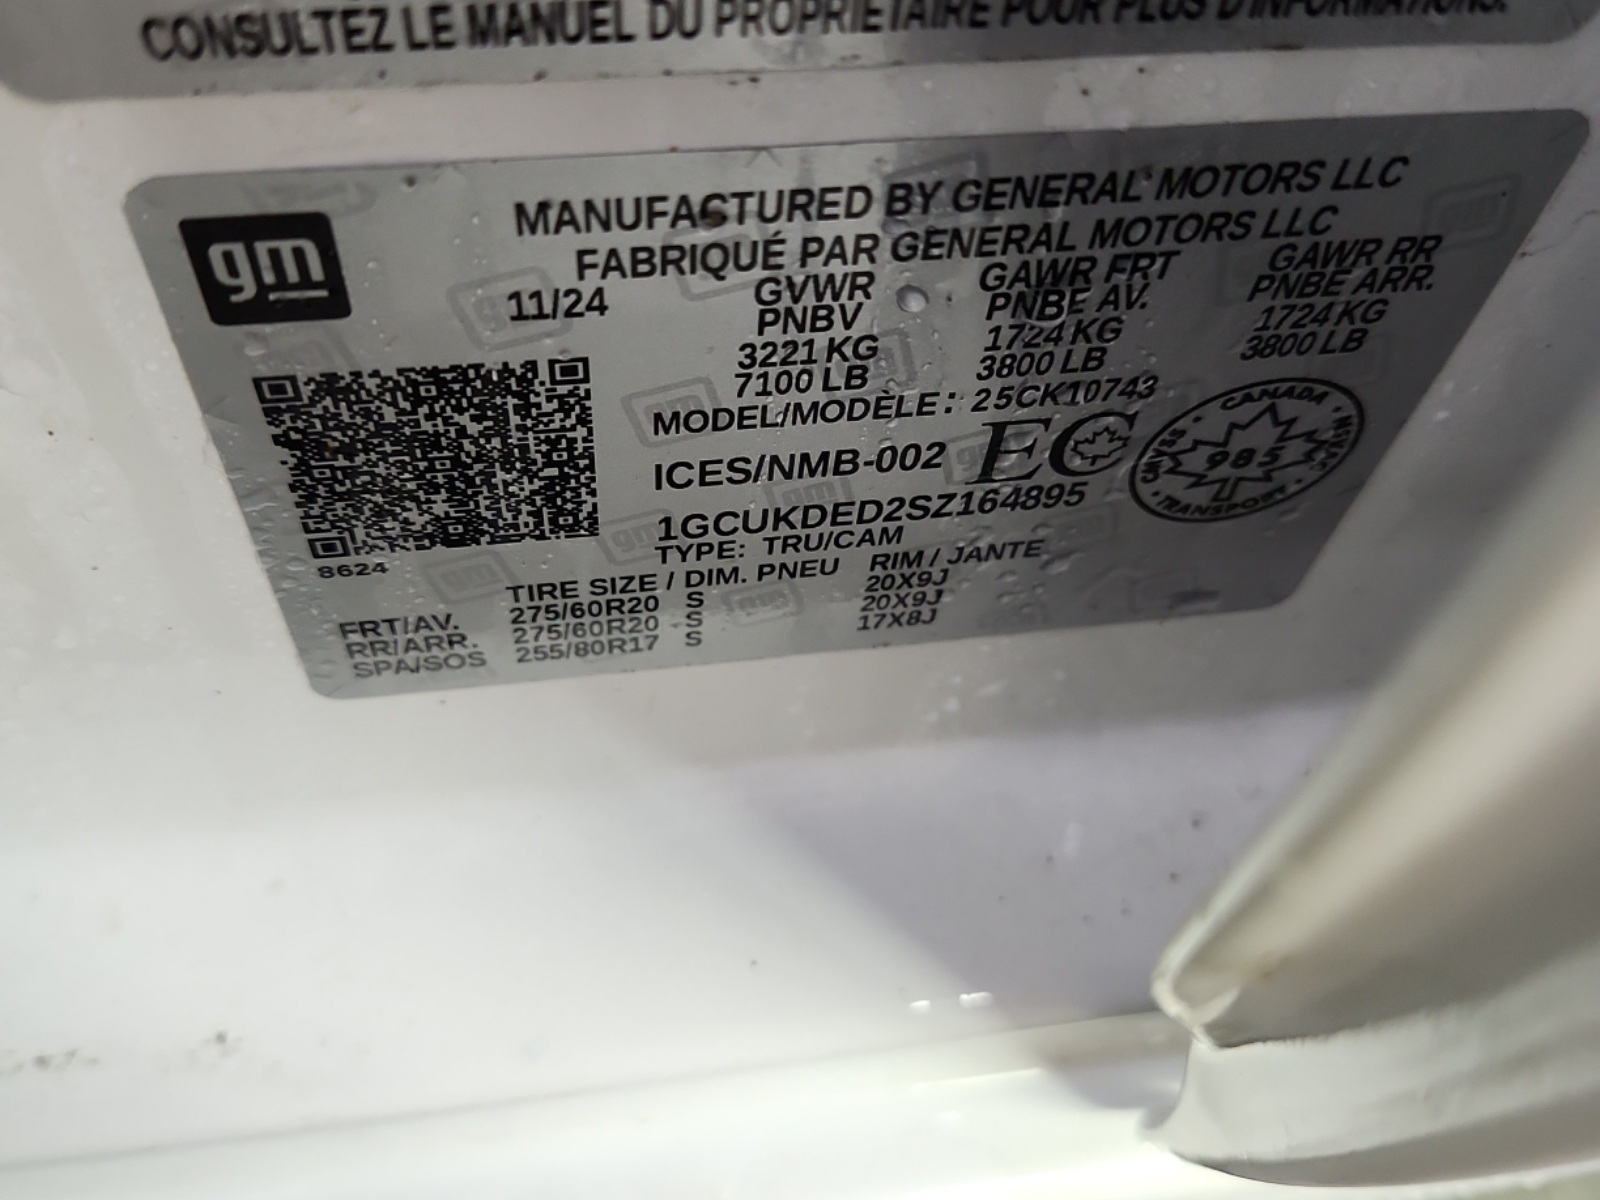 CONSULTEZ LE MANUEL DU PROPRIÉTAIRE POUR PLUS D'INFORMATIONS.
gm
MANUFACTURED BY GENERAL MOTORS LLC
FABRIQUÉ PAR GENERAL MOTORS LLC
11/24 GVWR GAWR FRT GAWR RR
PNBV PNBE AV. PNBE ARR.
3221 KG 1724 KG 1724 KG
7100 LB 3800 LB 3800 LB
MODEL/MODÈLE: 25CK10743
ICES/NMB-002 EC
CANADA
CMVSS 985 NSVAC
TRANSPORT
1GCUKDED2SZ164895
TYPE: TRU/CAM
8624
TIRE SIZE / DIM. PNEU RIM / JANTE
FRT/AV. 275/60R20 S 20X9J
RR/ARR. 275/60R20 S 20X9J
SPA/SOS 255/80R17 S 17X8J